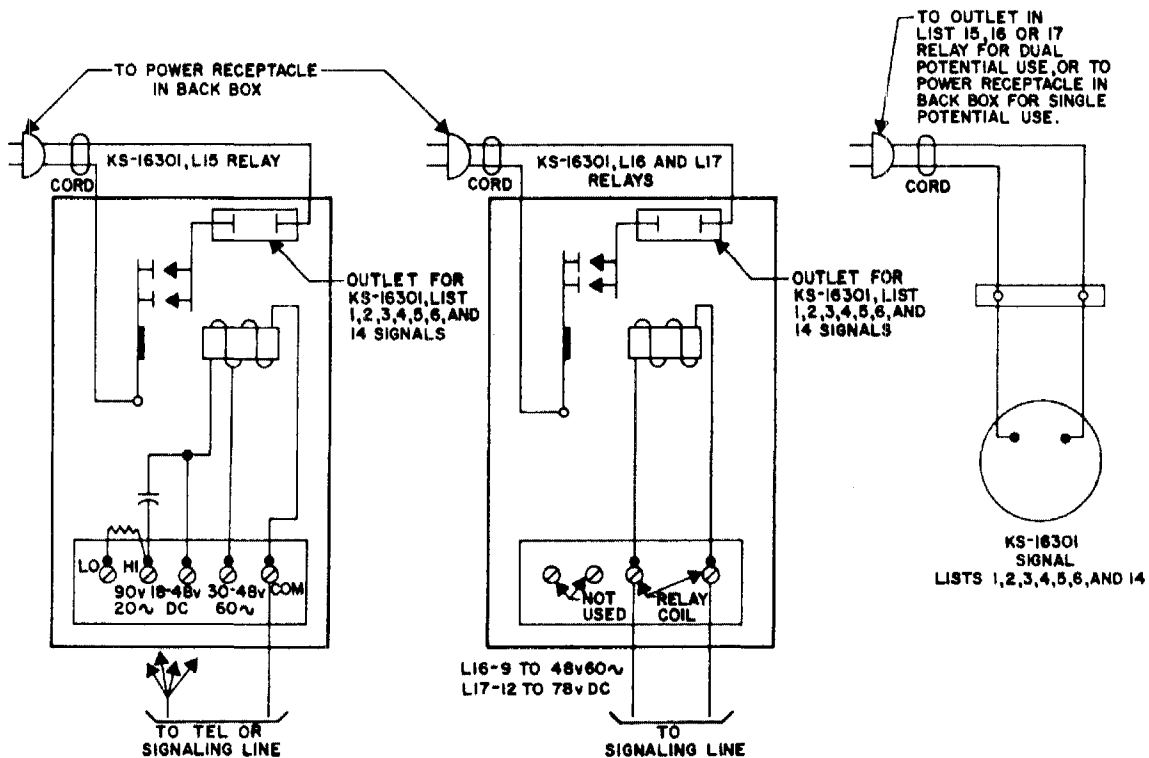 TO POWER RECEPTACLE
IN BACK BOX
KS-16301, L15 RELAY
CORD
OUTLET FOR
KS-16301, LIST
1,2,3,4,5,6, AND
14 SIGNALS
LO
HI
90v 18-48v 30-48v COM
20~ DC 60~
TO TEL OR
SIGNALING LINE
KS-16301, L16 AND L17
RELAYS
CORD
OUTLET FOR
KS-16301, LIST
1,2,3,4,5,6, AND
14 SIGNALS
NOT
USED
RELAY
COIL
L16-9 TO 48v60~
L17-12 TO 78v DC
TO
SIGNALING LINE
TO OUTLET IN
LIST 15,16 OR 17
RELAY FOR DUAL
POTENTIAL USE, OR TO
POWER RECEPTACLE IN
BACK BOX FOR SINGLE
POTENTIAL USE.
CORD
KS-16301
SIGNAL
LISTS 1,2,3,4,5,6, AND 14